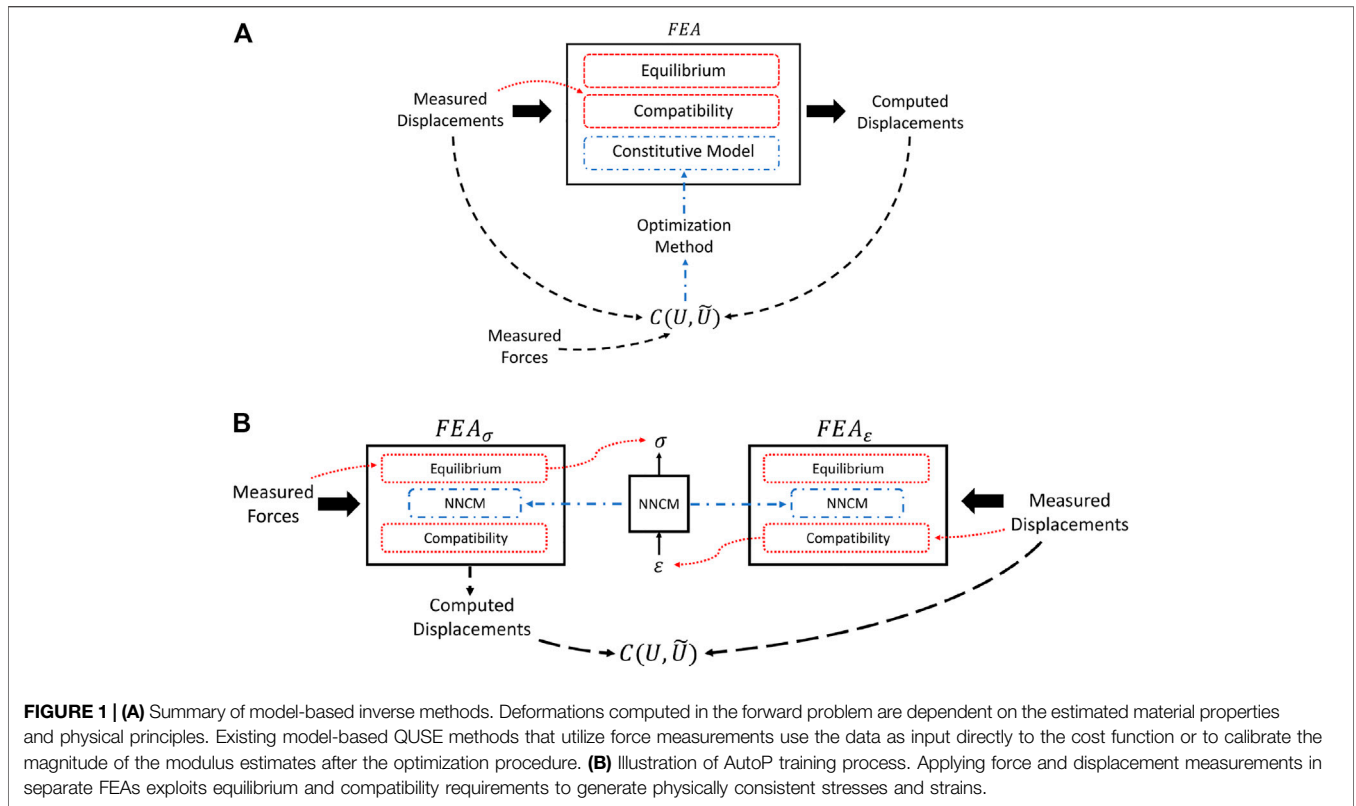 A
FEA
Equilibrium
Compatibility
Constitutive Model
Measured
Displacements
Computed
Displacements
Optimization
Method
C(U, Ũ)
Measured
Forces
B
FEAσ
Equilibrium
NNCM
Compatibility
Measured
Forces
Computed
Displacements
σ
NNCM
ε
FEAε
Equilibrium
NNCM
Compatibility
Measured
Displacements
C(U, Ũ)
FIGURE 1 | (A) Summary of model-based inverse methods. Deformations computed in the forward problem are dependent on the estimated material properties
and physical principles. Existing model-based QUSE methods that utilize force measurements use the data as input directly to the cost function or to calibrate the
magnitude of the modulus estimates after the optimization procedure. (B) Illustration of AutoP training process. Applying force and displacement measurements in
separate FEAs exploits equilibrium and compatibility requirements to generate physically consistent stresses and strains.